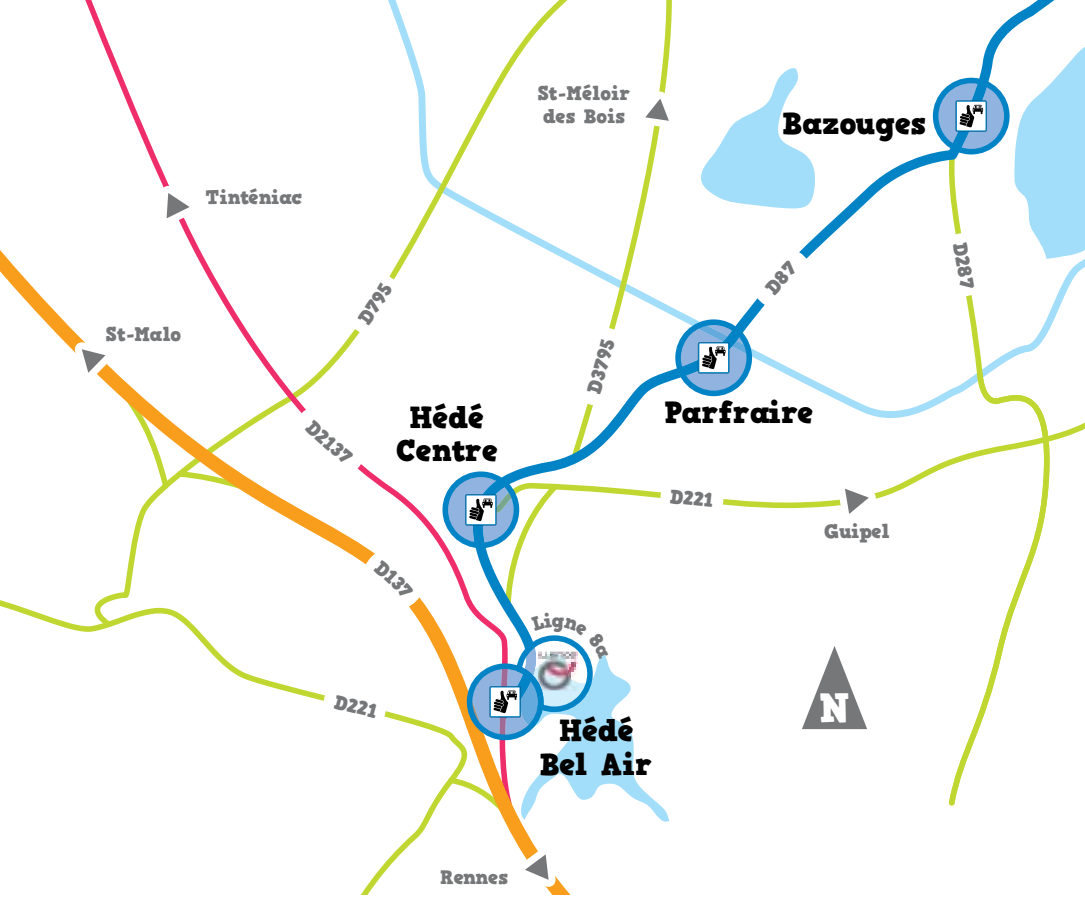 St-Méloir
des Bois
Bazouges
Tinténiac
D287
D87
D795
St-Malo
D3795
Parfraire
Hédé
Centre
D2137
D221
Guipel
D137
Ligne 8a
N
D221
Hédé
Bel Air
Rennes